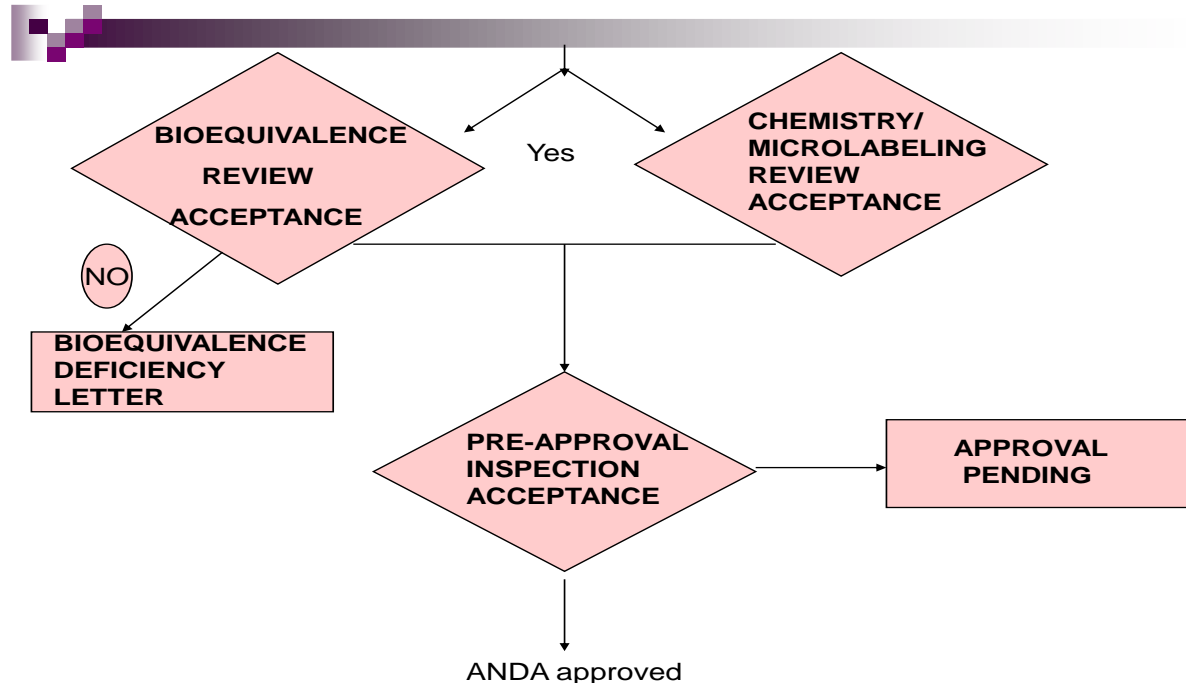 BIOEQUIVALENCE
REVIEW
ACCEPTANCE
Yes
CHEMISTRY/
MICROLABELING
REVIEW
ACCEPTANCE
NO
BIOEQUIVALENCE
DEFICIENCY
LETTER
PRE-APPROVAL
INSPECTION
ACCEPTANCE
APPROVAL
PENDING
ANDA approved